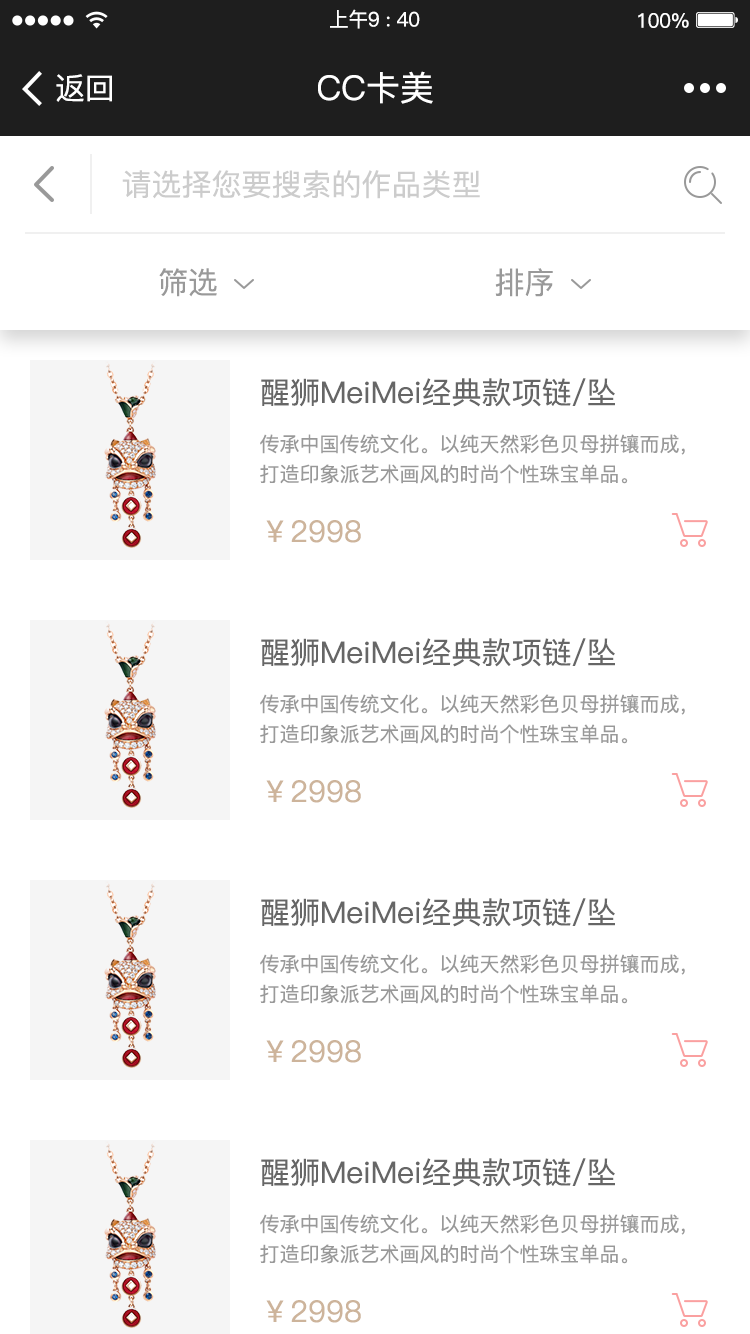 上午9 : 40
100%
返回
CC卡美
请选择您要搜索的作品类型
筛选
排序
醒狮MeiMei经典款项链/坠
传承中国传统文化。以纯天然彩色贝母拼镶而成，
打造印象派艺术画风的时尚个性珠宝单品。
￥2998
醒狮MeiMei经典款项链/坠
传承中国传统文化。以纯天然彩色贝母拼镶而成，
打造印象派艺术画风的时尚个性珠宝单品。
￥2998
醒狮MeiMei经典款项链/坠
传承中国传统文化。以纯天然彩色贝母拼镶而成，
打造印象派艺术画风的时尚个性珠宝单品。
￥2998
醒狮MeiMei经典款项链/坠
传承中国传统文化。以纯天然彩色贝母拼镶而成，
打造印象派艺术画风的时尚个性珠宝单品。
￥2998